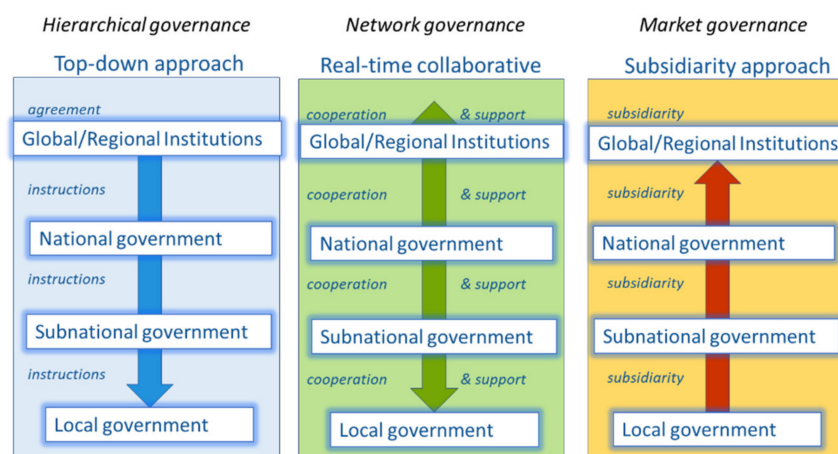 Hierarchical governance
Top-down approach
agreement
Global/Regional Institutions
instructions
National government
instructions
Subnational government
instructions
Local government
Network governance
Real-time collaborative
cooperation & support
Global/Regional Institutions
cooperation & support
National government
cooperation & support
Subnational government
cooperation & support
Local government
Market governance
Subsidiarity approach
subsidiarity
Global/Regional Institutions
subsidiarity
National government
subsidiarity
Subnational government
subsidiarity
Local government